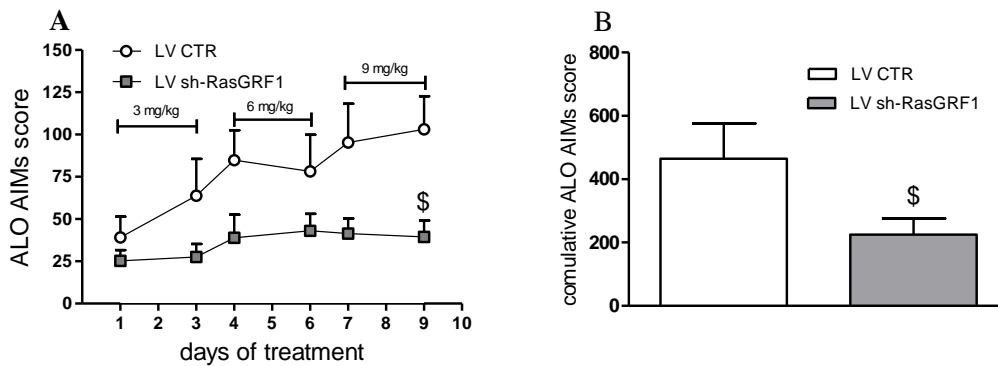 A
LV CTR
LV sh-RasGRF1
3 mg/kg
6 mg/kg
9 mg/kg
$
ALO AIMs score
150
125
100
75
50
25
0
1 2 3 4 6 7 8 9 10
days of treatment
B
LV CTR
LV sh-RasGRF1
$
comulative ALO AIMs score
800
600
400
200
0